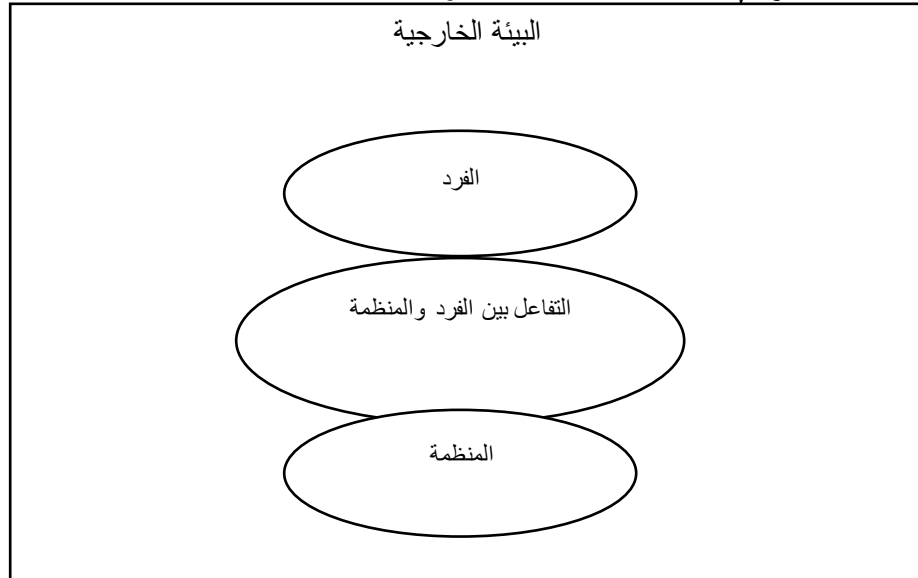 البيئة الخارجية
الفرد
التفاعل بين الفرد والمنظمة
المنظمة